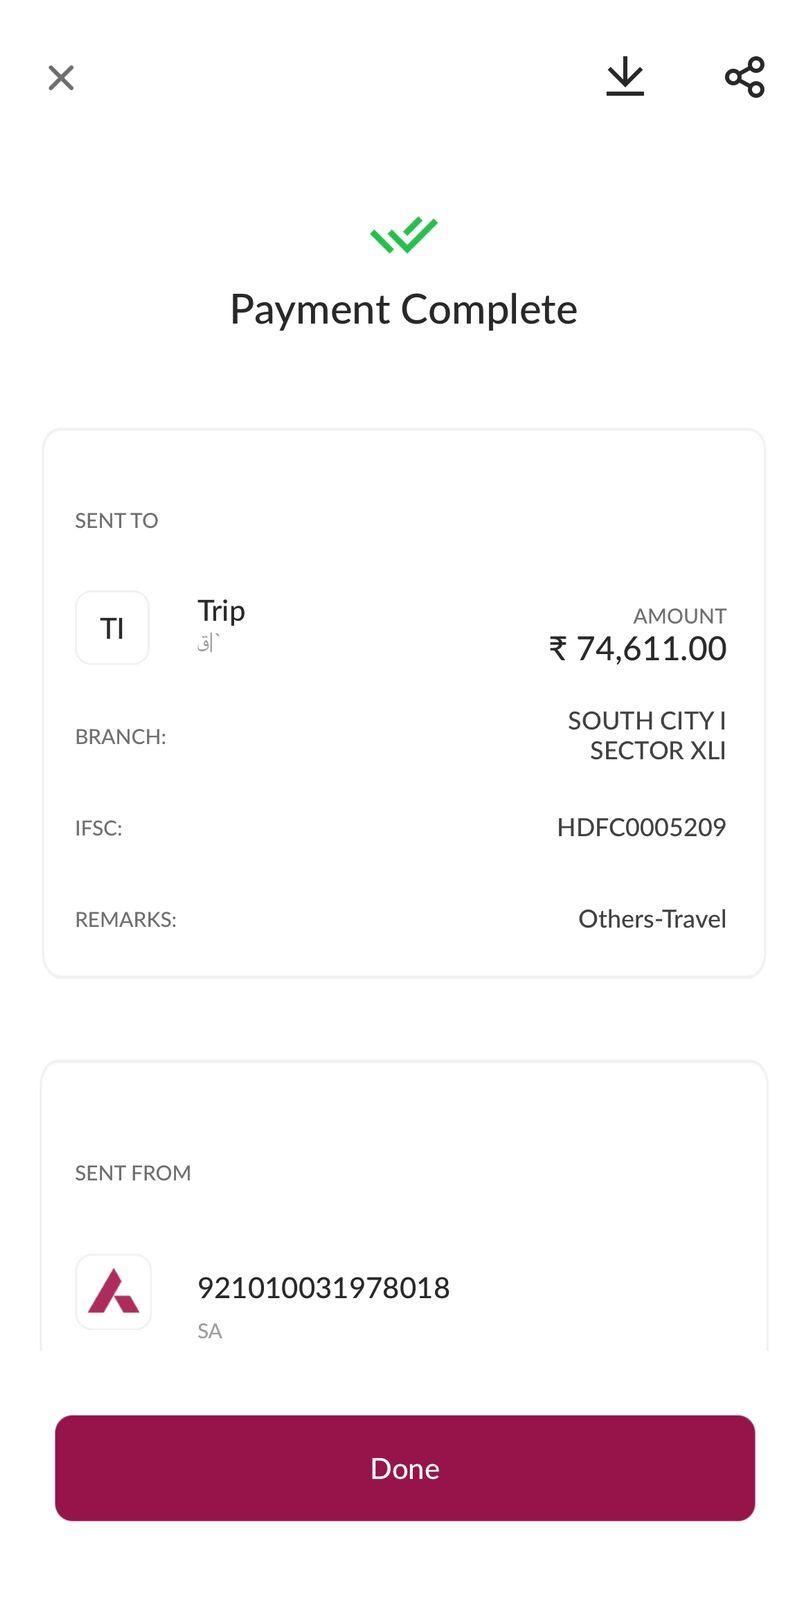 Payment Complete
SENT TO
TI
Trip
AMOUNT
₹ 74,611.00
BRANCH:
SOUTH CITY I
SECTOR XLI
IFSC:
HDFC0005209
REMARKS:
Others-Travel
SENT FROM
921010031978018
SA
Done